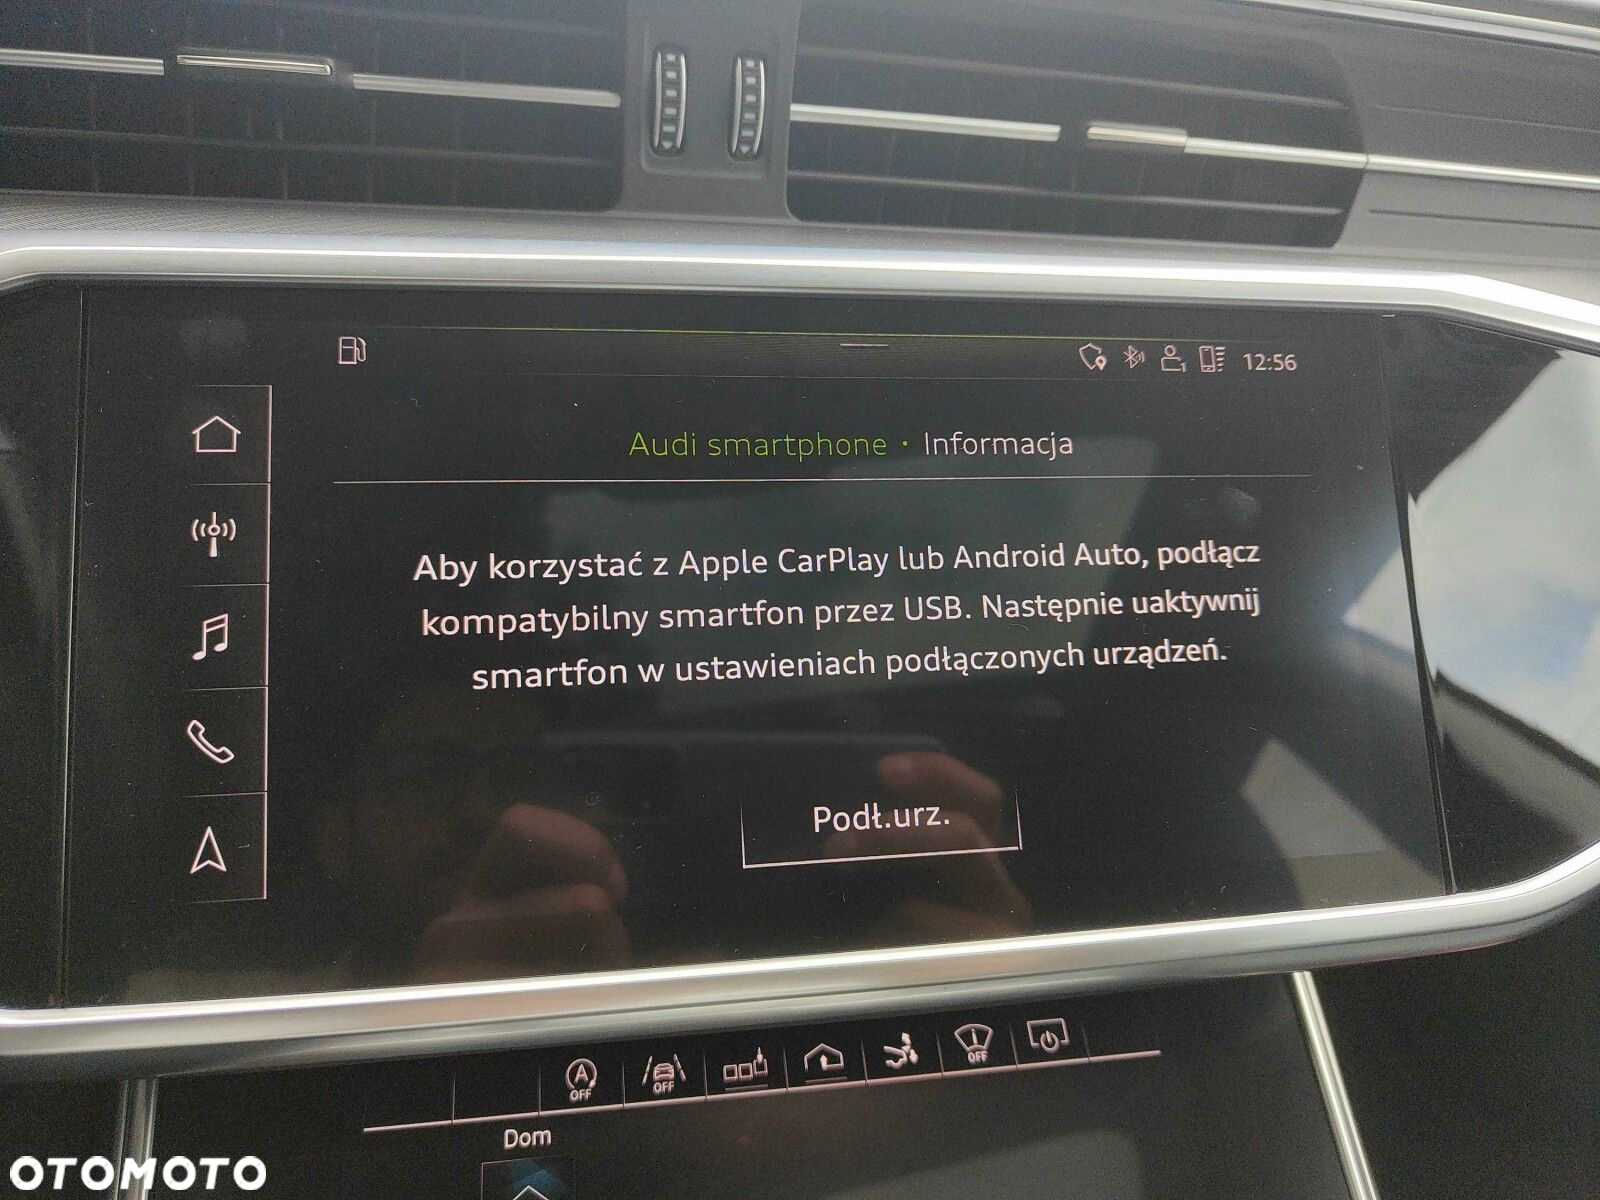 12:56
Audi smartphone · Informacja
Aby korzystać z Apple CarPlay lub Android Auto, podłącz
kompatybilny smartfon przez USB. Następnie uaktywnij
smartfon w ustawieniach podłączonych urządzeń.
Podł.urz.
A
OFF
OFF
OFF
Dom
OTOMOTO